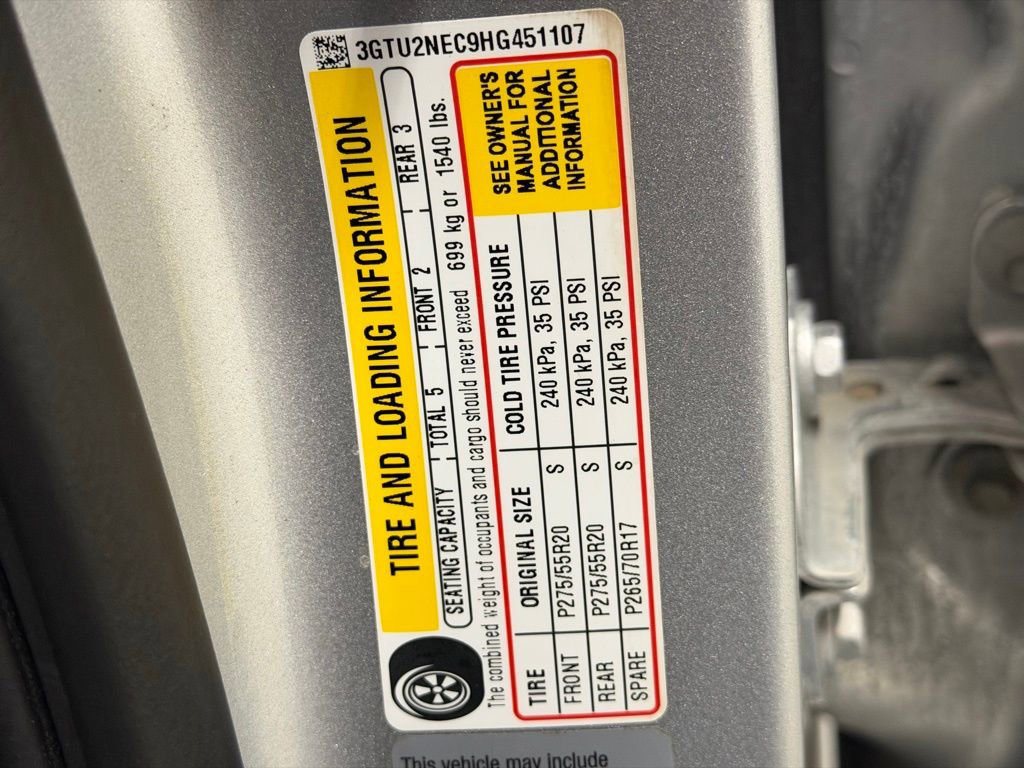 3GTU2NEC9HG451107
TIRE AND LOADING INFORMATION
SEATING CAPACITY TOTAL 5 FRONT 2 REAR 3
The combined weight of occupants and cargo should never exceed 699 kg or 1540 lbs.
TIRE ORIGINAL SIZE COLD TIRE PRESSURE
FRONT P275/55R20 S 240 kPa, 35 PSI
REAR P275/55R20 S 240 kPa, 35 PSI
SPARE P265/70R17 S 240 kPa, 35 PSI
SEE OWNER'S
MANUAL FOR
ADDITIONAL
INFORMATION
This vehicle may include